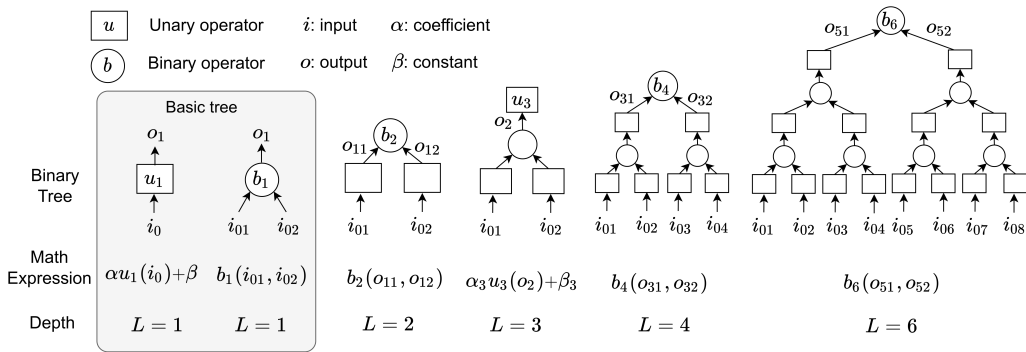 u Unary operator i: input α: coefficient
b Binary operator o: output β: constant
Basic tree
Binary Tree
o₁ u₁ i₀
o₁ b₁ i₀₁ i₀₂
b₂ o₁₁ o₁₂ i₀₁ i₀₂
u₃ o₂ i₀₁ i₀₂
b₄ o₃₁ o₃₂ i₀₁ i₀₂ i₀₃ i₀₄
b₆ o₅₁ o₅₂ i₀₁ i₀₂ i₀₃ i₀₄ i₀₅ i₀₆ i₀₇ i₀₈
Math Expression
αu₁(i₀)+β b₁(i₀₁, i₀₂) b₂(o₁₁, o₁₂) α₃u₃(o₂)+β₃ b₄(o₃₁, o₃₂) b₆(o₅₁, o₅₂)
Depth L = 1 L = 1 L = 2 L = 3 L = 4 L = 6